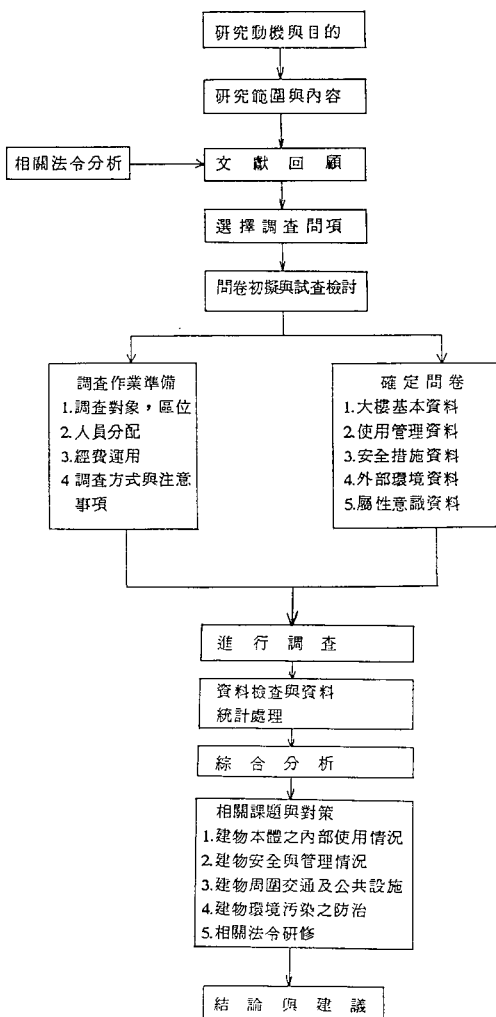 研究動機與目的
研究範圍與內容
相關法令分析
文獻回顧
選擇調查問項
問卷初擬與試查檢討
調查作業準備
1.調查對象，區位
2.人員分配
3.經費運用
4 調查方式與注意
事項
確定問卷
1.大樓基本資料
2.使用管理資料
3.安全措施資料
4.外部環境資料
5.屬性意識資料
進行調查
資料檢查與資料
統計處理
綜合分析
相關課題與對策
1.建物本體之內部使用情況
2.建物安全與管理情況
3.建物周圍交通及公共設施
4.建物環境污染之防治
5.相關法令研修
結論與建議